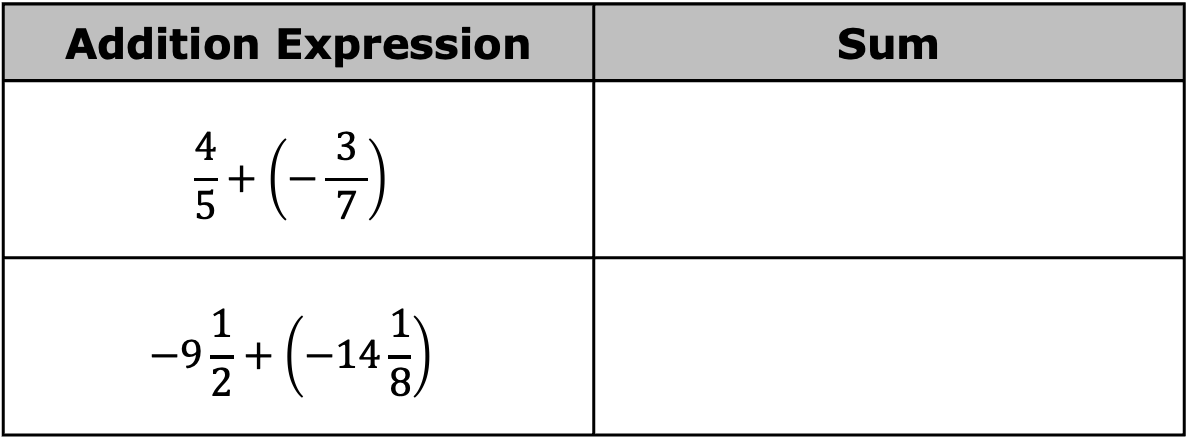 Addition Expression Sum
4/5 + (− 3/7)
−9 1/2 + (−14 1/8)